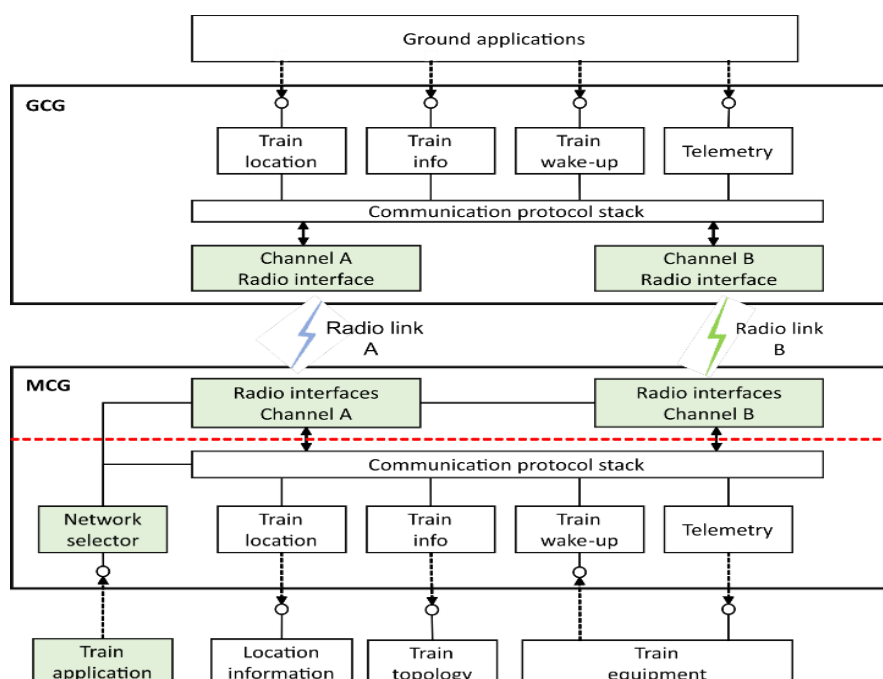 Ground applications
GCG
Train
location
Train
info
Train
wake-up
Telemetry
Communication protocol stack
Channel A
Radio interface
Channel B
Radio interface
Radio link
A
Radio link
B
MCG
Radio interfaces
Channel A
Radio interfaces
Channel B
Communication protocol stack
Network
selector
Train
location
Train
info
Train
wake-up
Telemetry
Train
application
Location
information
Train
topology
Train
equipment